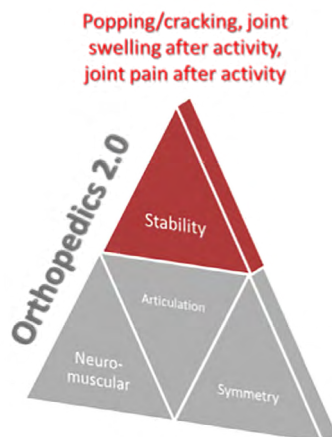 Popping/cracking, joint
swelling after activity,
joint pain after activity
Orthopedics 2.0
Stability
Articulation
Neuro-
muscular
Symmetry